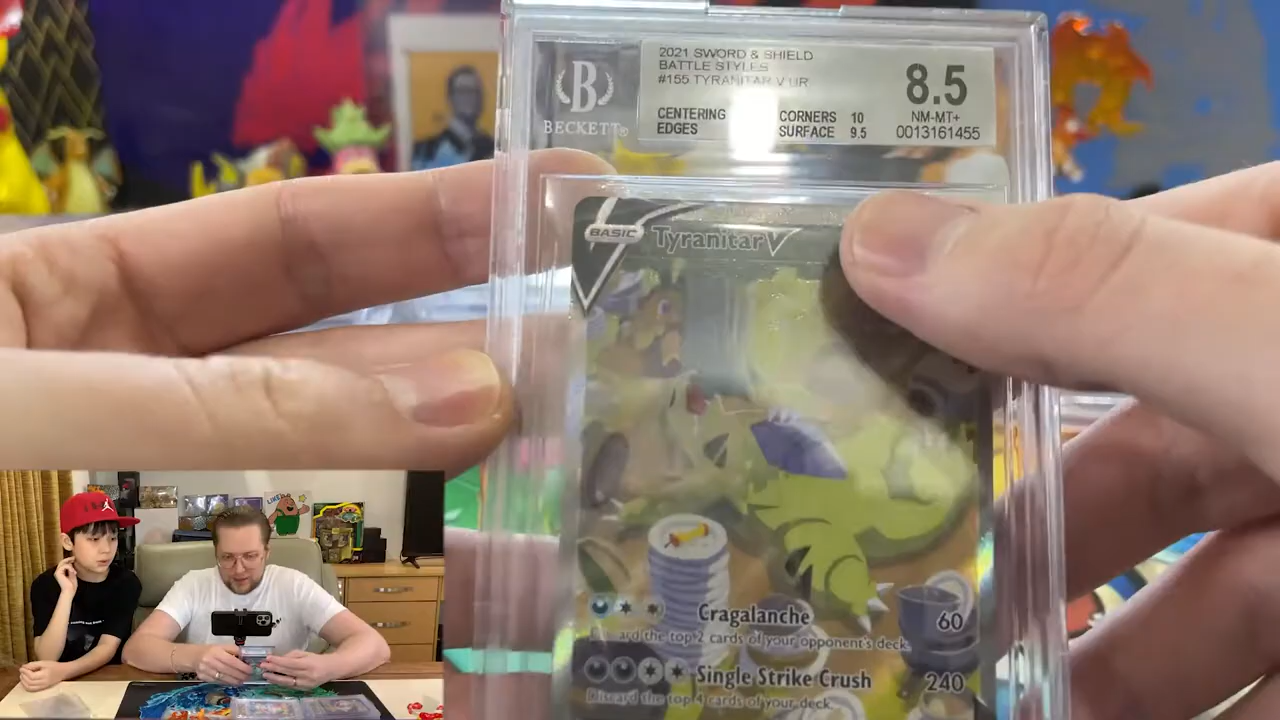 2021 SWORD & SHIELD
BATTLE STYLES
#155 TYRANITAR V UR
CENTERING
CORNERS 10
EDGES
SURFACE 9.5
8.5
NM-MT+
0013161455
B
BECKETT®
BASIC Tyranitar V
Cragalanche 60
Discard the top 2 cards of your opponent's deck.
Single Strike Crush 240
Discard the top 4 cards of your deck.
LIKE